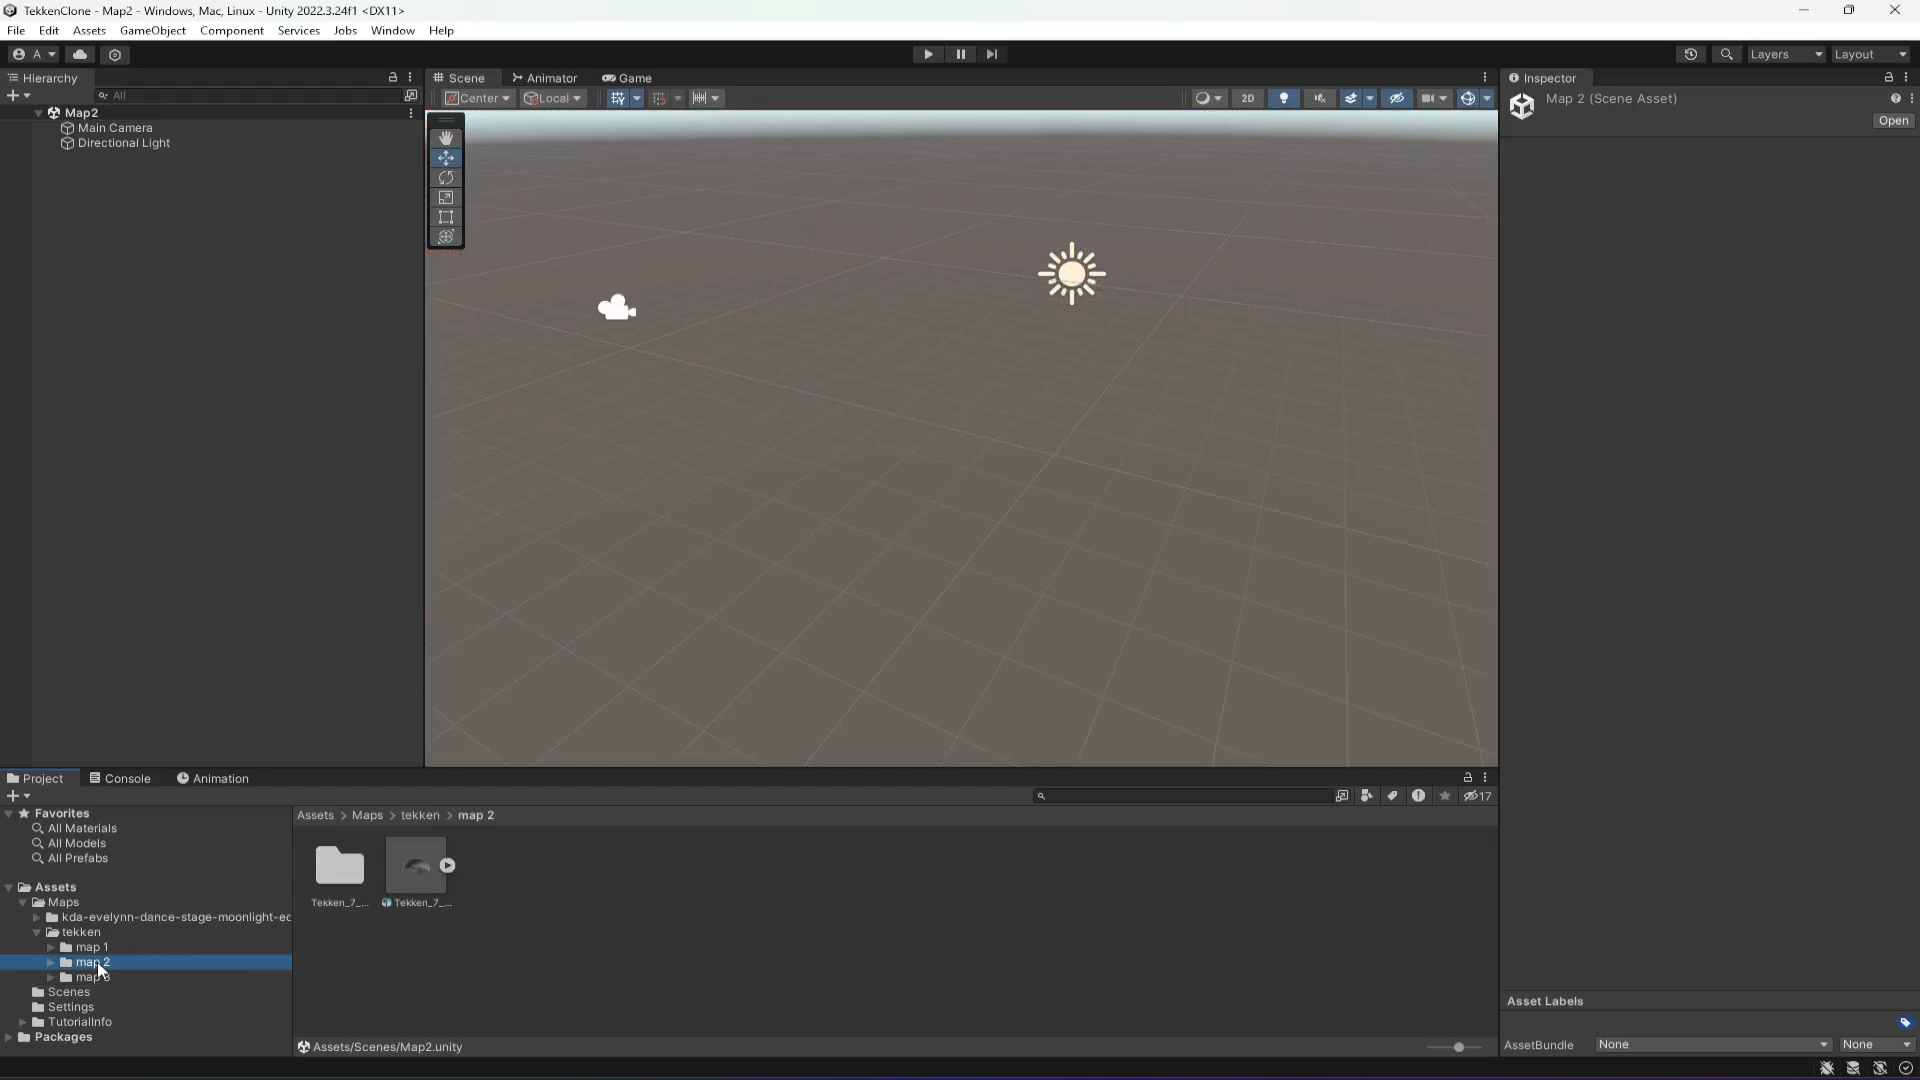 TekkenClone - Map2 - Windows, Mac, Linux - Unity 2022.3.24f1 <DX11>
File Edit Assets GameObject Component Services Jobs Window Help
A Layers Layout
Hierarchy Scene Animator Game Inspector
All Center Local 2D Map 2 (Scene Asset)
Open
Map2
Main Camera
Directional Light
Project Console Animation
17
Favorites Assets > Maps > tekken > map 2
All Materials
All Models
All Prefabs
Assets
Maps Tekken_7_... Tekken_7_...
kda-evelynn-dance-stage-moonlight-ec
tekken
map 1
map 2
map
Scenes
Settings
TutorialInfo
Packages
Assets/Scenes/Map2.unity
Asset Labels
AssetBundle None None